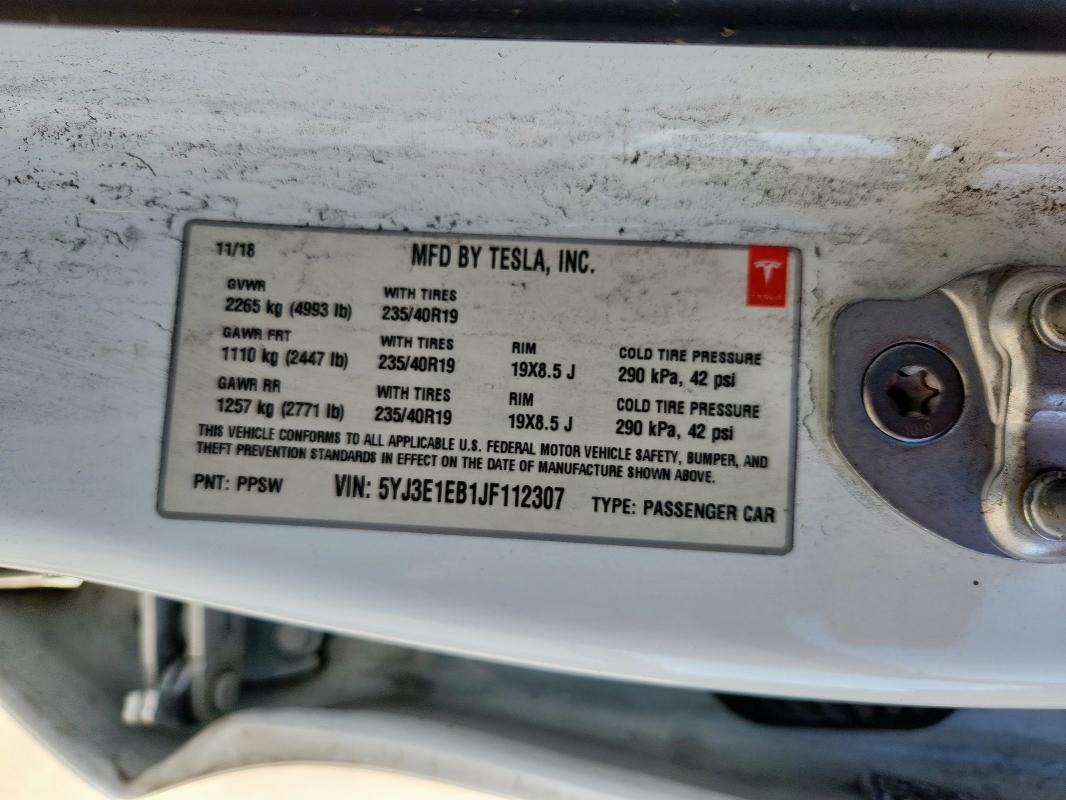 11/18 MFD BY TESLA, INC.
TESLA
GVWR WITH TIRES
2265 kg (4993 lb) 235/40R19
GAWR FRT WITH TIRES RIM COLD TIRE PRESSURE
1110 kg (2447 lb) 235/40R19 19X8.5 J 290 kPa, 42 psi
GAWR RR WITH TIRES RIM COLD TIRE PRESSURE
1257 kg (2771 lb) 235/40R19 19X8.5 J 290 kPa, 42 psi
THIS VEHICLE CONFORMS TO ALL APPLICABLE U.S. FEDERAL MOTOR VEHICLE SAFETY, BUMPER, AND
THEFT PREVENTION STANDARDS IN EFFECT ON THE DATE OF MANUFACTURE SHOWN ABOVE.
PNT: PPSW VIN: 5YJ3E1EB1JF112307 TYPE: PASSENGER CAR
10.9